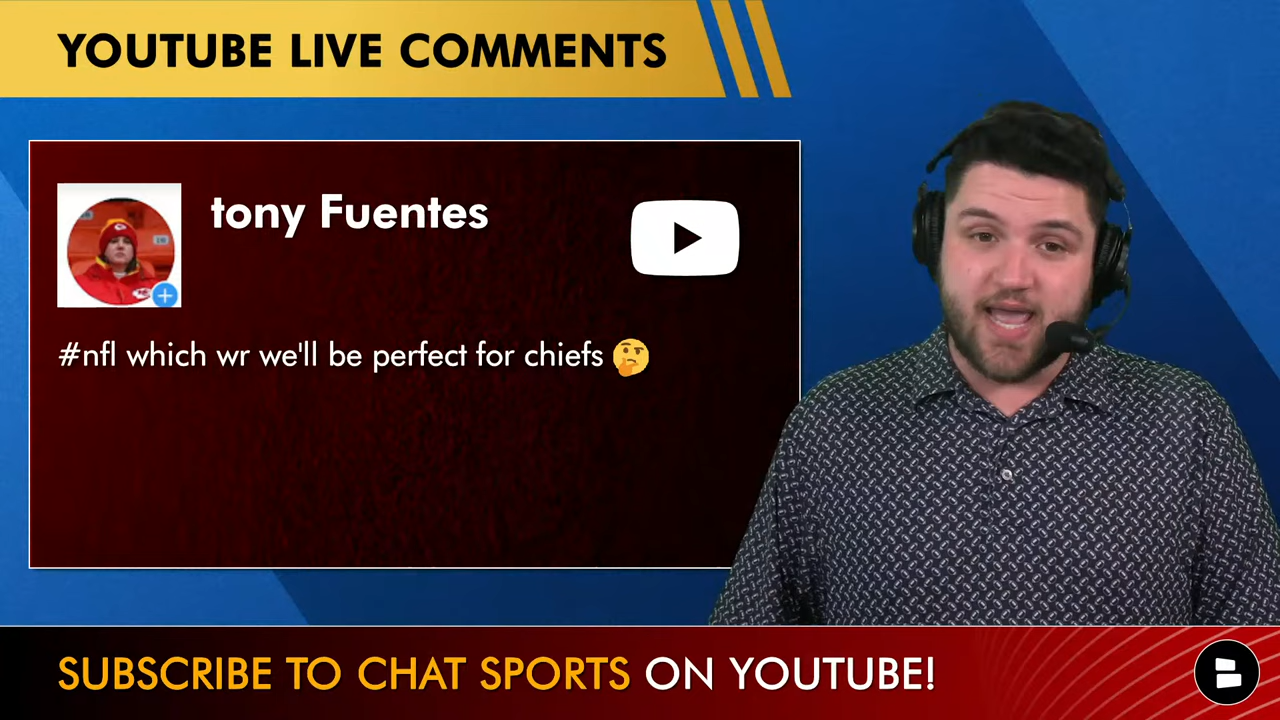 YOUTUBE LIVE COMMENTS
tony Fuentes
#nfl which wr we'll be perfect for chiefs 🤔
SUBSCRIBE TO CHAT SPORTS ON YOUTUBE!